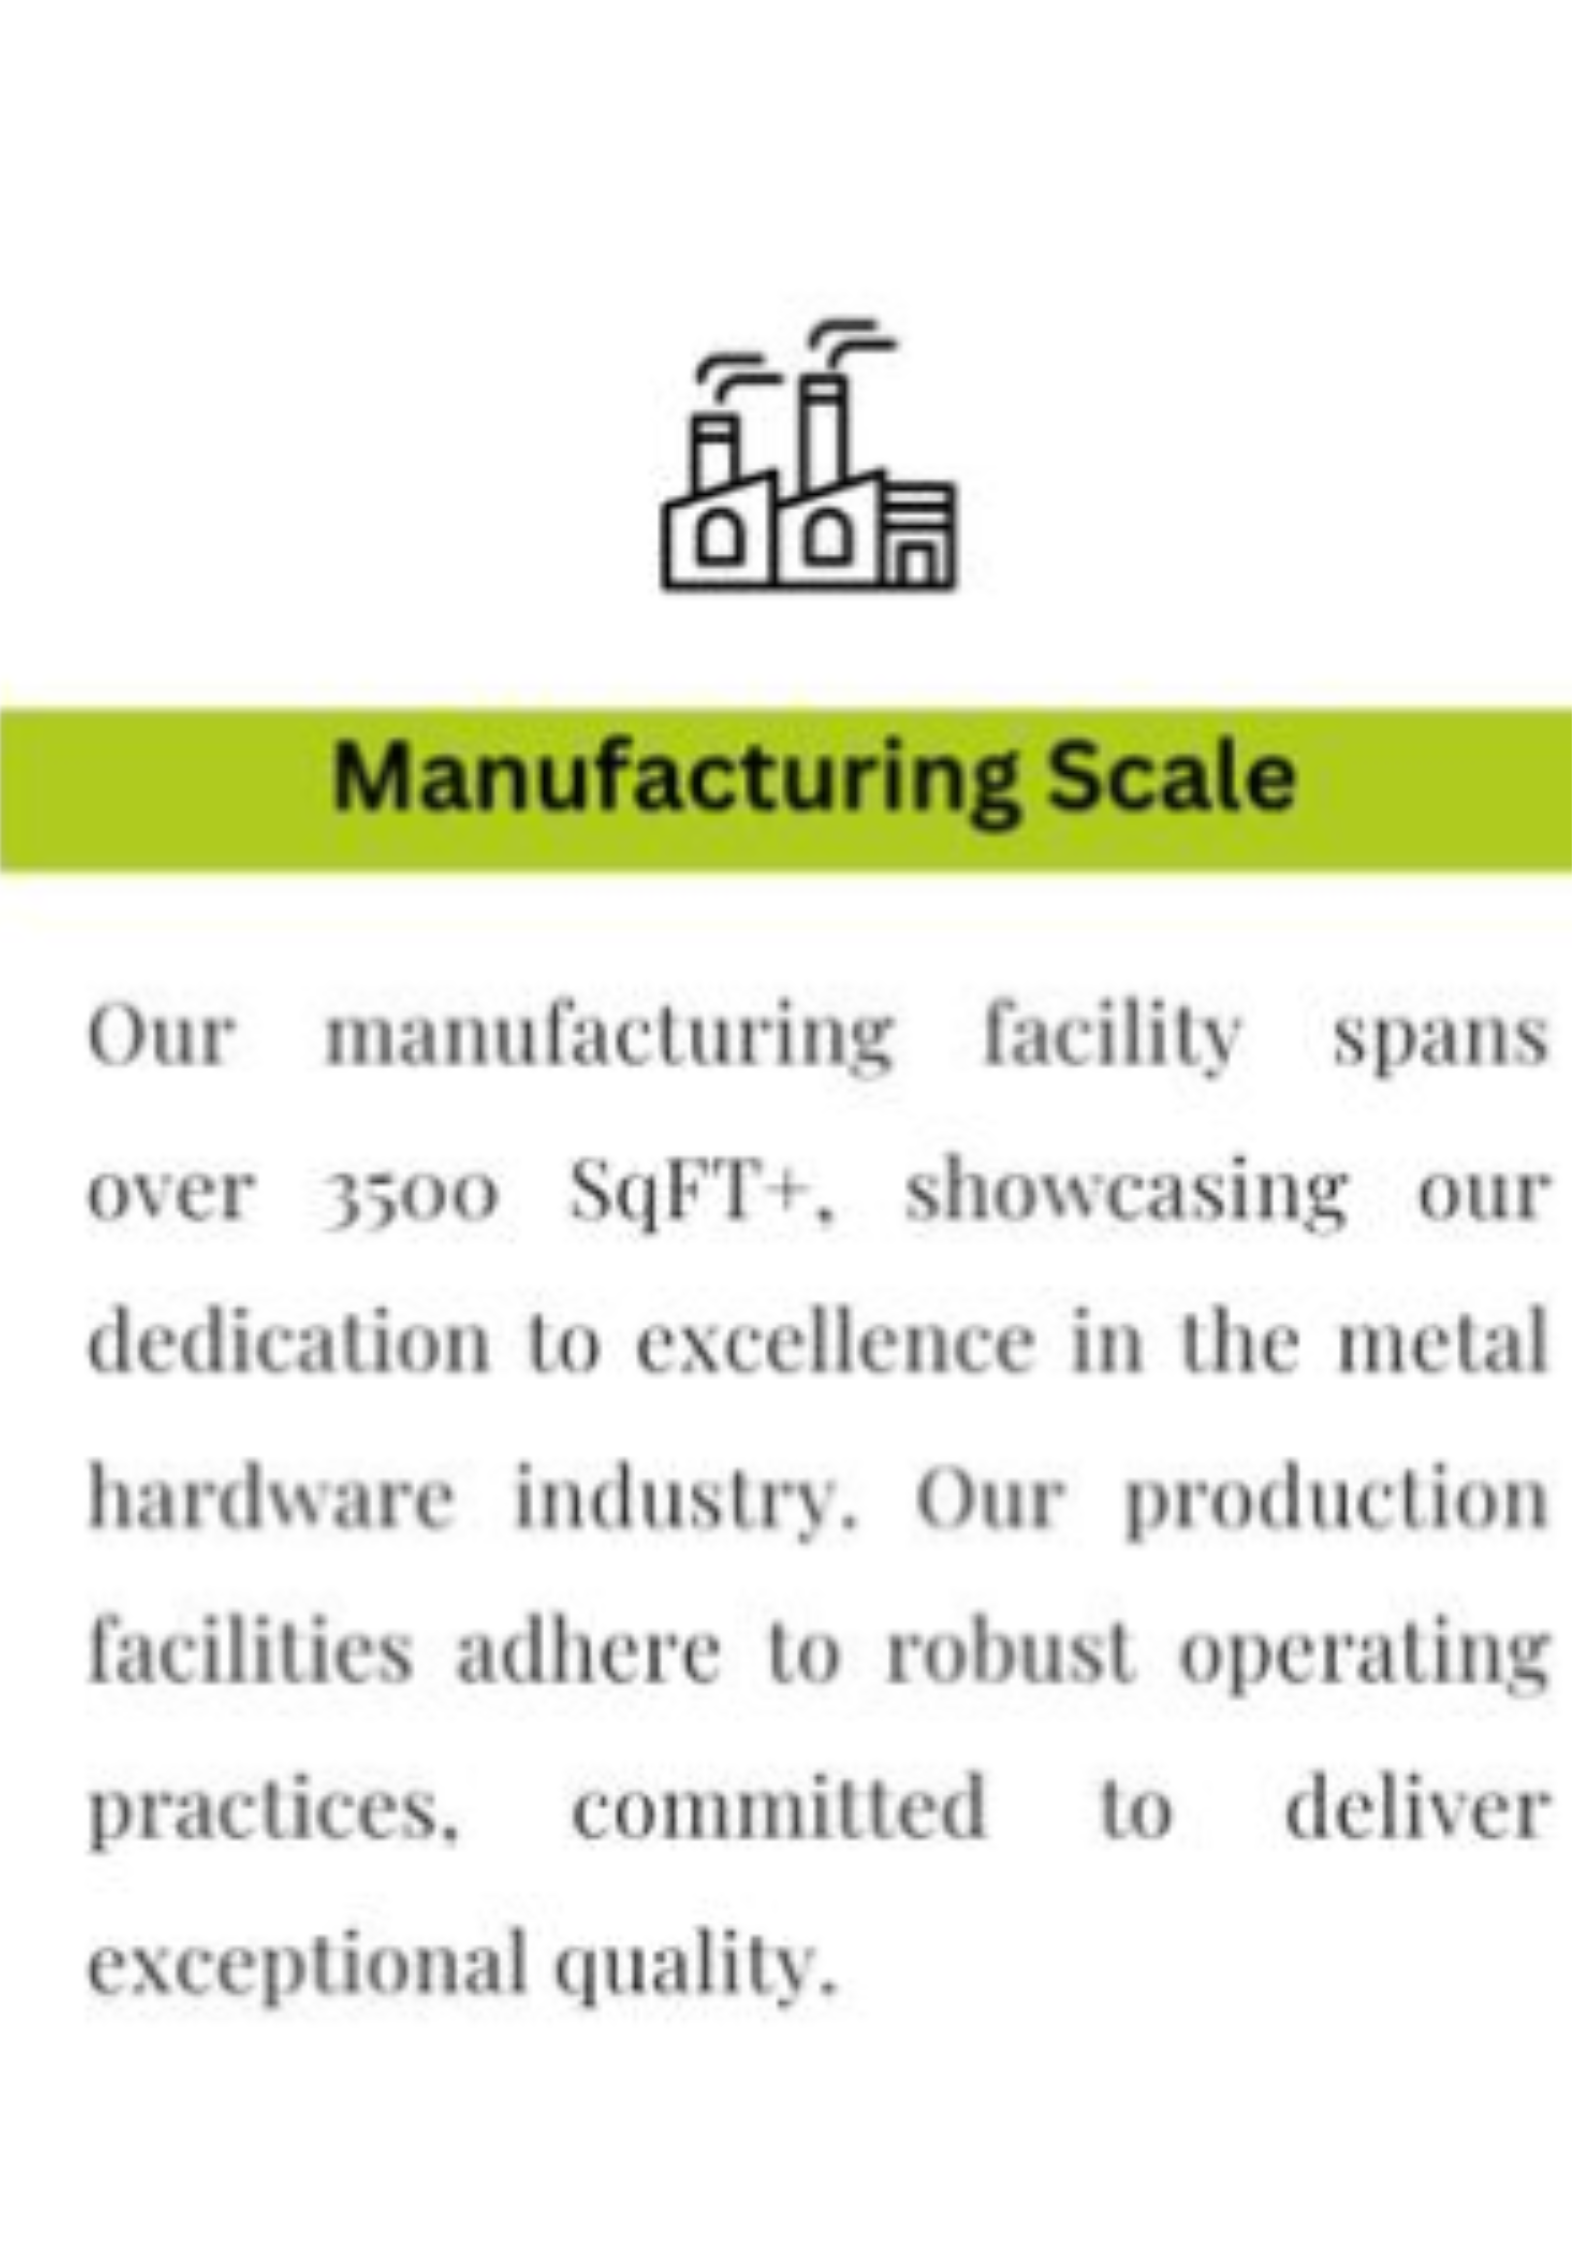 Manufacturing Scale
Our manufacturing facility spans
over 3500 SqFT+, showcasing our
dedication to excellence in the metal
hardware industry. Our production
facilities adhere to robust operating
practices, committed to deliver
exceptional quality.